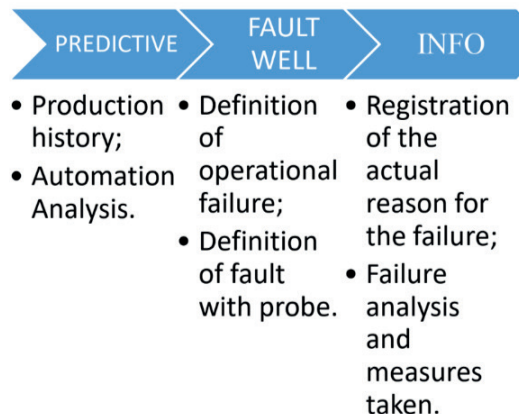 PREDICTIVE
• Production
history;
• Automation
Analysis.
FAULT
WELL
• Definition
of
operational
failure;
• Definition
of fault
with probe.
INFO
• Registration
of the
actual
reason for
the failure;
• Failure
analysis
and
measures
taken.